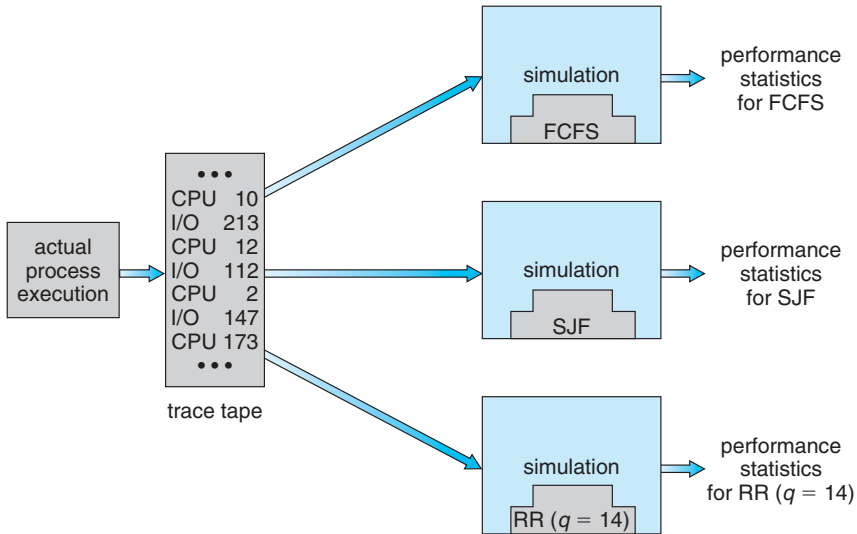 actual
process
execution
• • •
CPU 10
I/O 213
CPU 12
I/O 112
CPU 2
I/O 147
CPU 173
• • •
trace tape
simulation
FCFS
performance
statistics
for FCFS
simulation
SJF
performance
statistics
for SJF
simulation
RR (q = 14)
performance
statistics
for RR (q = 14)